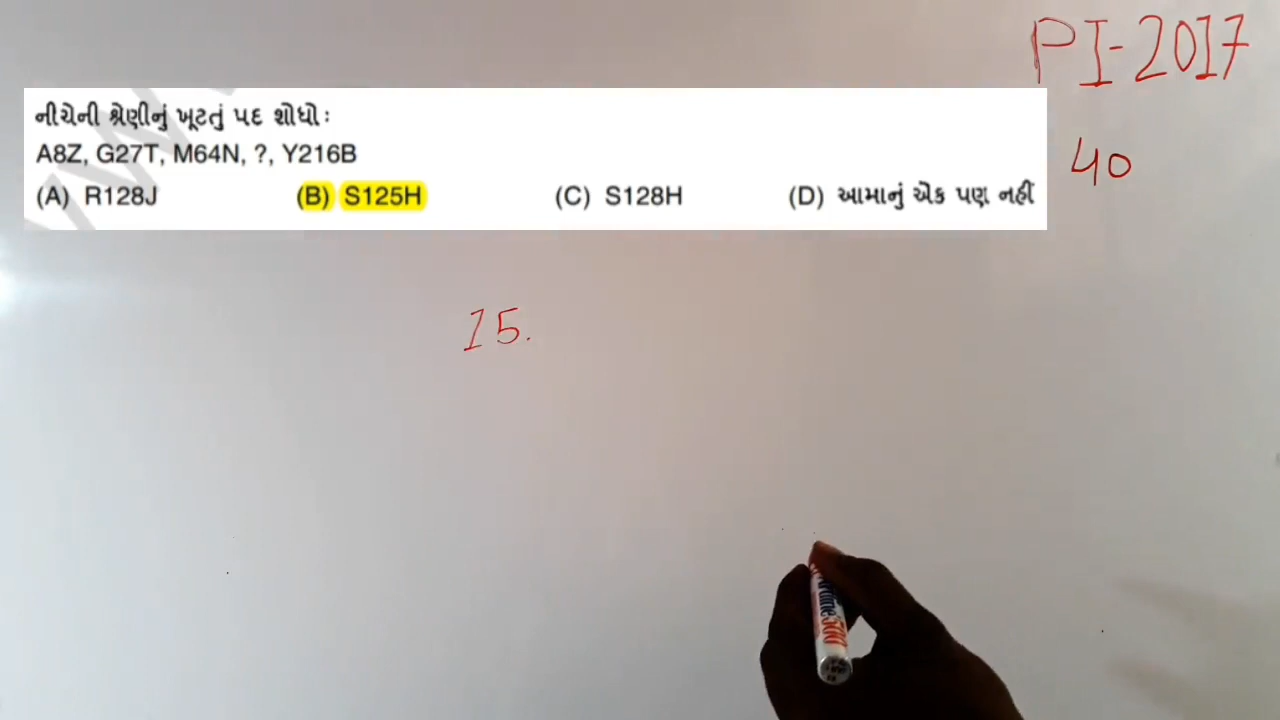 PI-2017
નીચેની શ્રેણીનું ખૂટતું પદ શોધો:
A8Z, G27T, M64N, ?, Y216B
40
(A) R128J (B) S125H (C) S128H (D) આમાનું એક પણ નહીં
15.